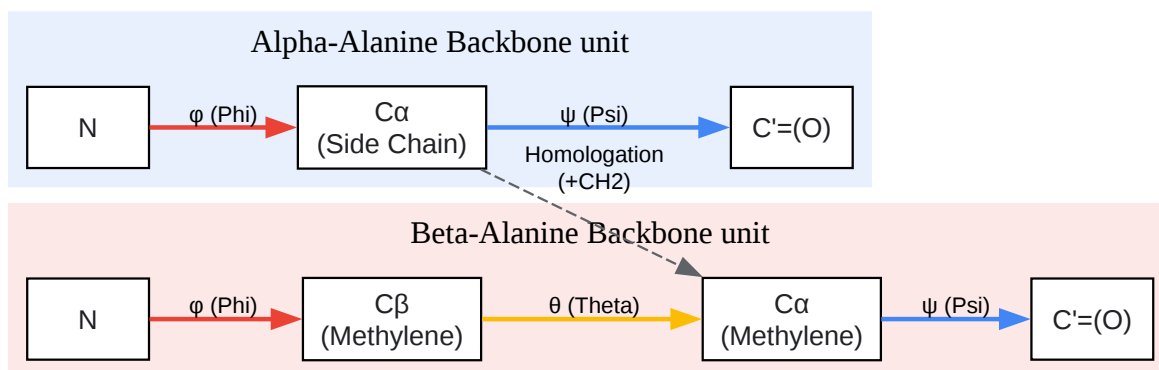 Alpha-Alanine Backbone unit
N
φ (Phi)
Cα
(Side Chain)
ψ (Psi)
C'=(O)
Homologation
(+CH2)
Beta-Alanine Backbone unit
N
φ (Phi)
Cβ
(Methylene)
θ (Theta)
Cα
(Methylene)
ψ (Psi)
C'=(O)